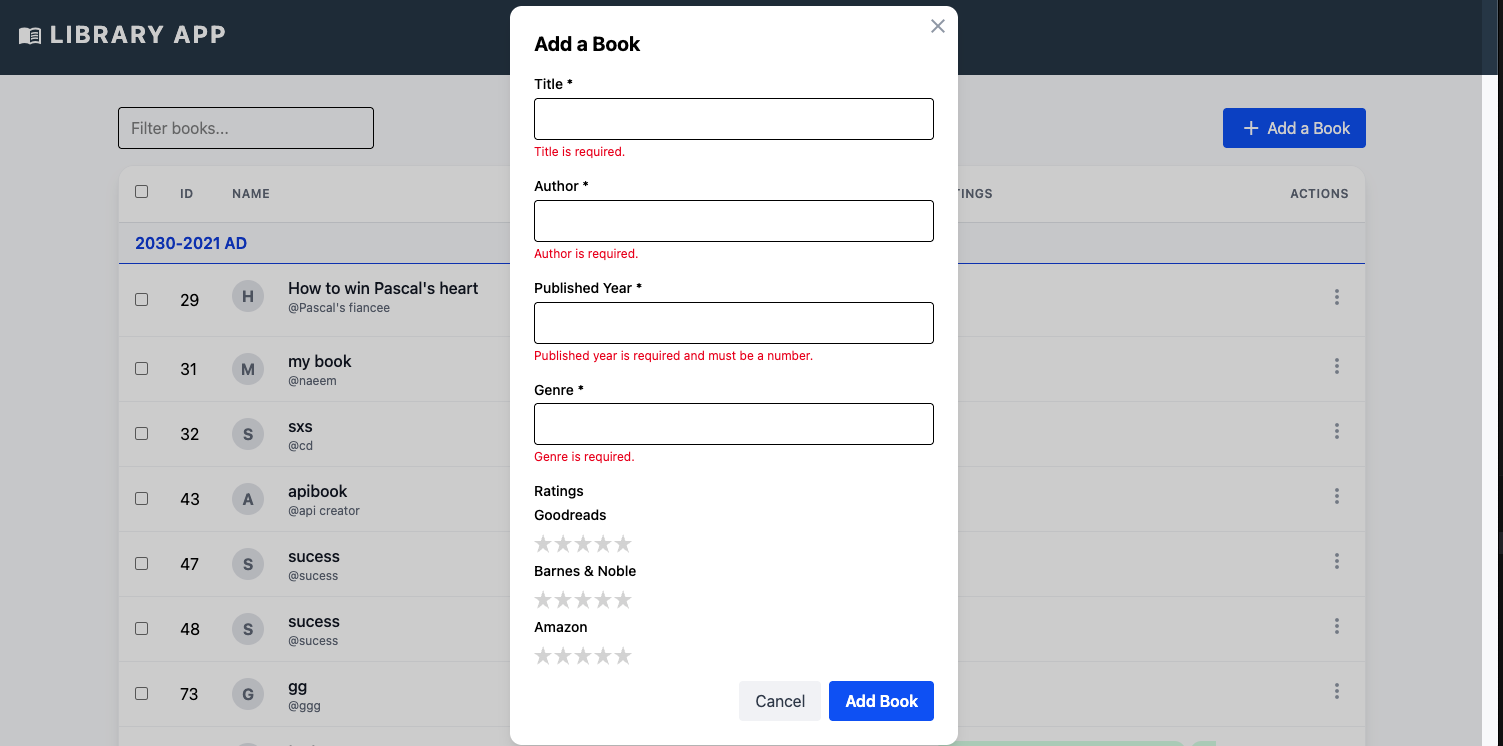 LIBRARY APP
Add a Book
Title *
Title is required.
Author *
Author is required.
Published Year *
Published year is required and must be a number.
Genre *
Genre is required.
Ratings
Goodreads
Barnes & Noble
Amazon
Cancel
Add Book
Filter books...
+ Add a Book
ID
NAME
TINGS
ACTIONS
2030-2021 AD
29
H
How to win Pascal's heart
@Pascal's fiancee
31
M
my book
@naeem
32
S
sxs
@cd
43
A
apibook
@api creator
47
S
sucess
@sucess
48
S
sucess
@sucess
73
G
gg
@ggg